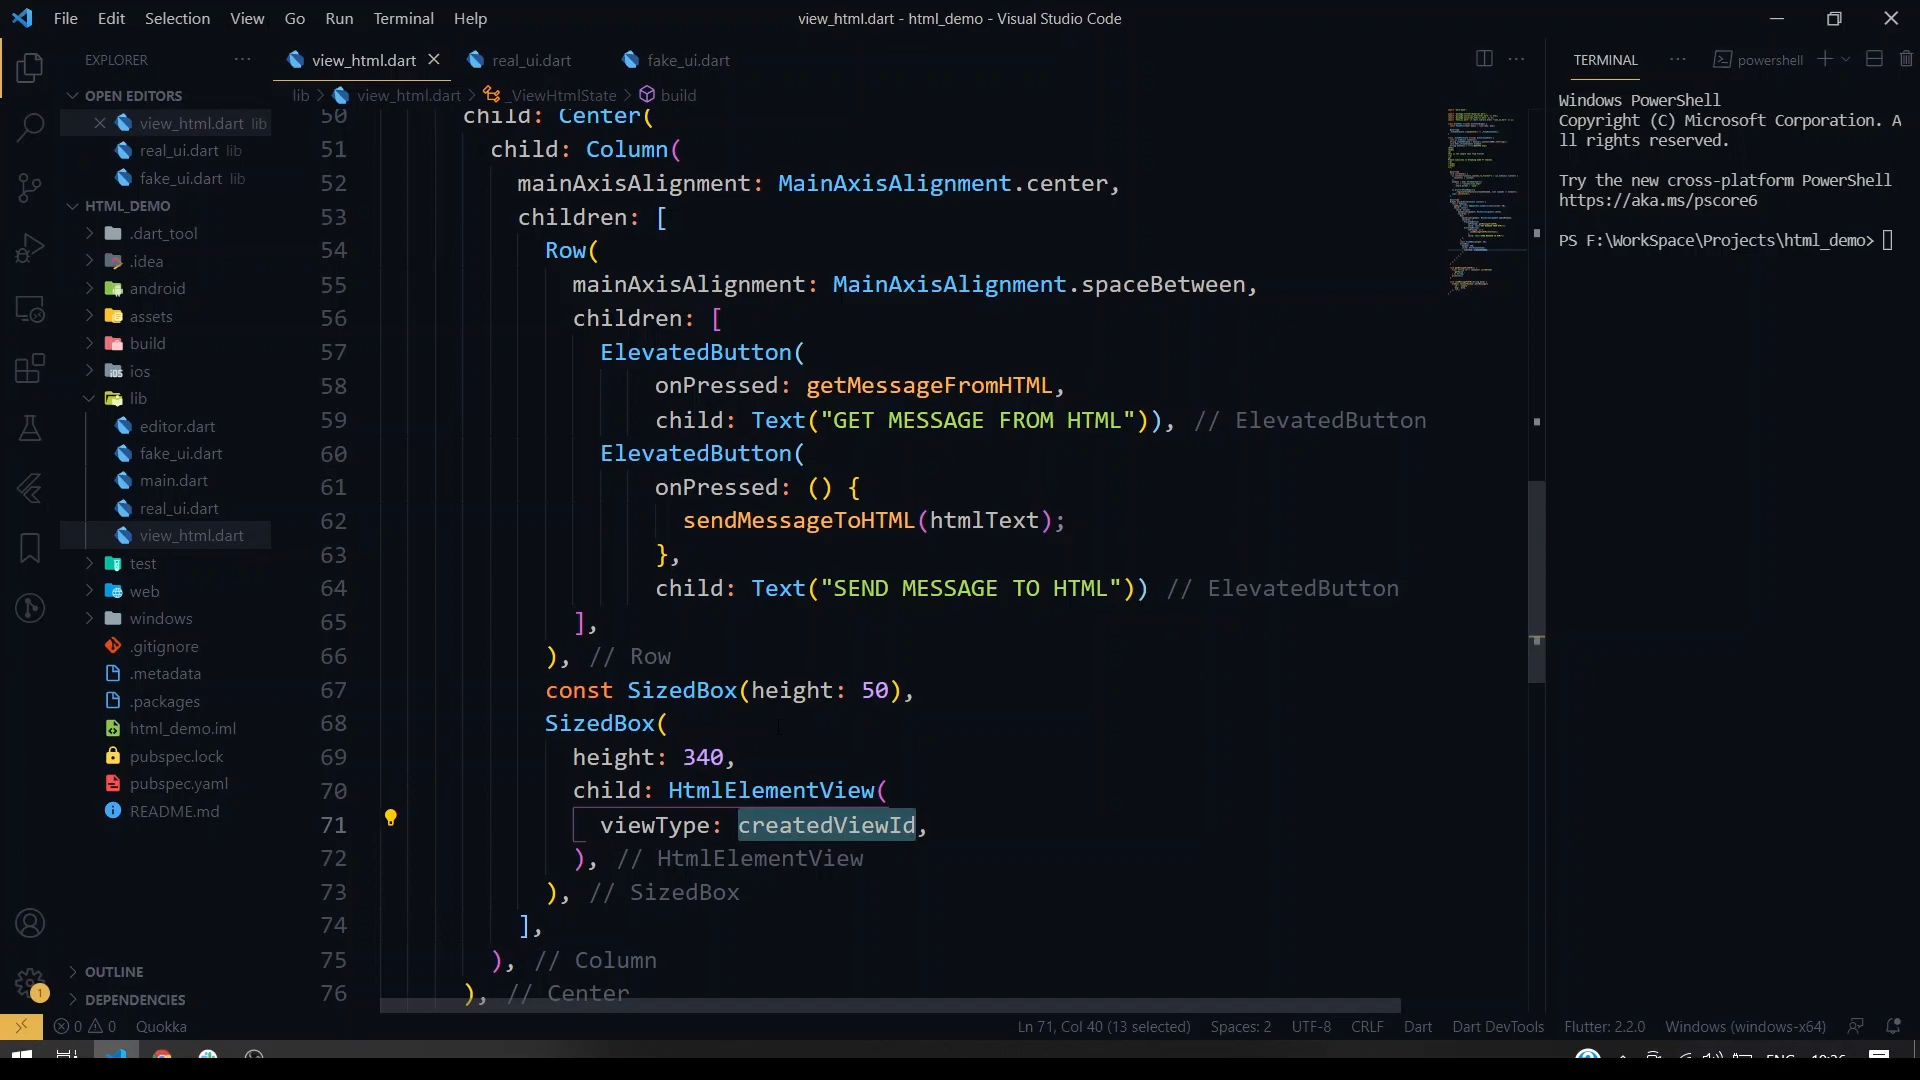 File Edit Selection View Go Run Terminal Help
view_html.dart - html_demo - Visual Studio Code
EXPLORER
OPEN EDITORS
view_html.dart lib
real_ui.dart lib
fake_ui.dart lib
HTML_DEMO
.dart_tool
.idea
android
assets
build
ios
lib
editor.dart
fake_ui.dart
main.dart
real_ui.dart
view_html.dart
test
web
windows
.gitignore
.metadata
.packages
html_demo.iml
pubspec.lock
pubspec.yaml
README.md
OUTLINE
DEPENDENCIES
view_html.dart real_ui.dart fake_ui.dart
lib > view_html.dart > _ViewHtmlState > build
50 child: Center(
51 child: Column(
52 mainAxisAlignment: MainAxisAlignment.center,
53 children: [
54 Row(
55 mainAxisAlignment: MainAxisAlignment.spaceBetween,
56 children: [
57 ElevatedButton(
58 onPressed: getMessageFromHTML,
59 child: Text("GET MESSAGE FROM HTML")), // ElevatedButton
60 ElevatedButton(
61 onPressed: () {
62 sendMessageToHTML(htmlText);
63 },
64 child: Text("SEND MESSAGE TO HTML")) // ElevatedButton
65 ],
66 ), // Row
67 const SizedBox(height: 50),
68 SizedBox(
69 height: 340,
70 child: HtmlElementView(
71 viewType: createdViewId,
72 ), // HtmlElementView
73 ), // SizedBox
74 ],
75 ), // Column
76 ), // Center
TERMINAL powershell
Windows PowerShell
Copyright (C) Microsoft Corporation. A
ll rights reserved.
Try the new cross-platform PowerShell
https://aka.ms/pscore6
PS F:\WorkSpace\Projects\html_demo>
1
0 0 Quokka
Ln 71, Col 40 (13 selected) Spaces: 2 UTF-8 CRLF Dart Dart DevTools Flutter: 2.2.0 Windows (windows-x64)